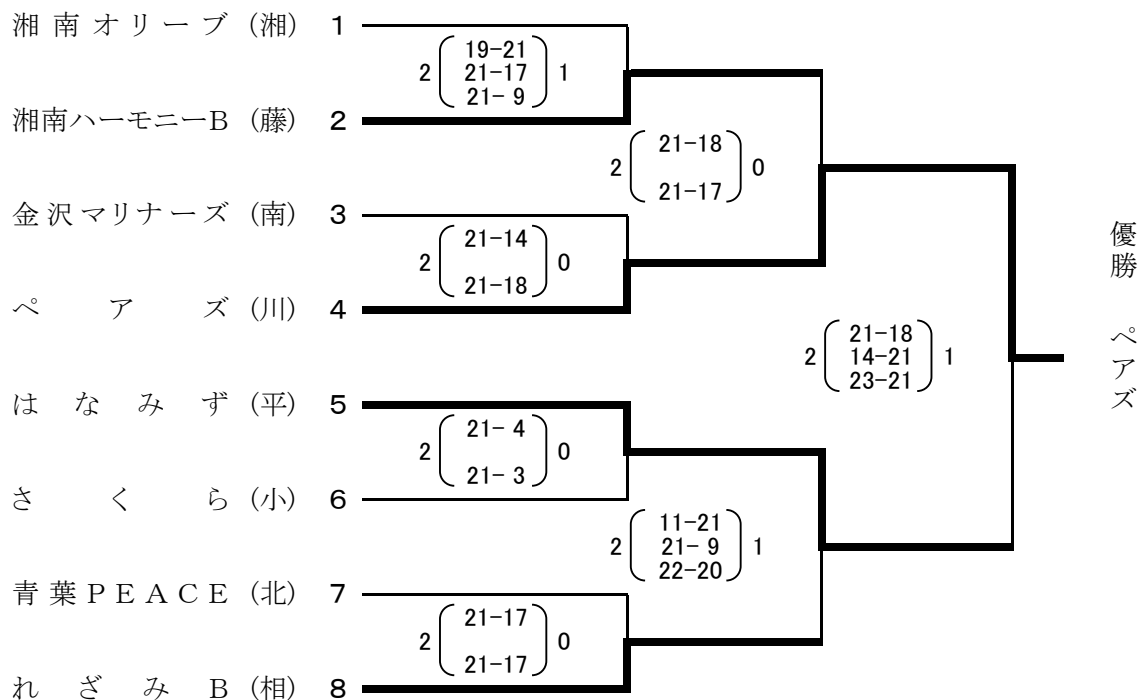 湘南オリーブ (湘) 1
2 19-21 1
21-17
21- 9
湘南ハーモニーB (藤) 2
2 21-18 0
21-17
金沢マリナーズ (南) 3
2 21-14 0
21-18
ペアズ (川) 4
優勝 ペアズ
2 21-18 1
14-21
23-21
はなみず (平) 5
2 21- 4 0
21- 3
さくら (小) 6
2 11-21 1
21- 9
22-20
青葉PEACE (北) 7
2 21-17 0
21-17
れざみB (相) 8